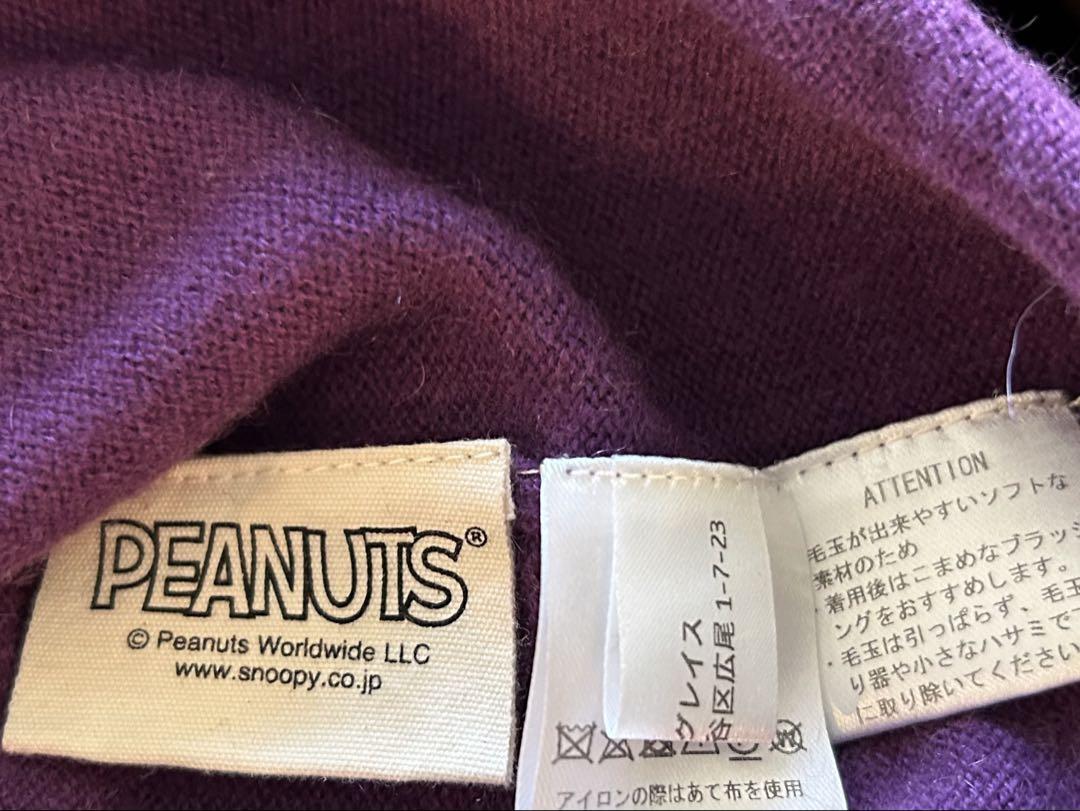 PEANUTS®
© Peanuts Worldwide LLC
www.snoopy.co.jp
グレイス
谷区広尾1-7-23
アイロンの際はあて布を使用
ATTENTION
毛玉が出来やすいソフトな
素材のため
・着用後はこまめなブラッシ
ングをおすすめします。
・毛玉は引っぱらず、毛玉
り器や小さなハサミで
に取り除いてください